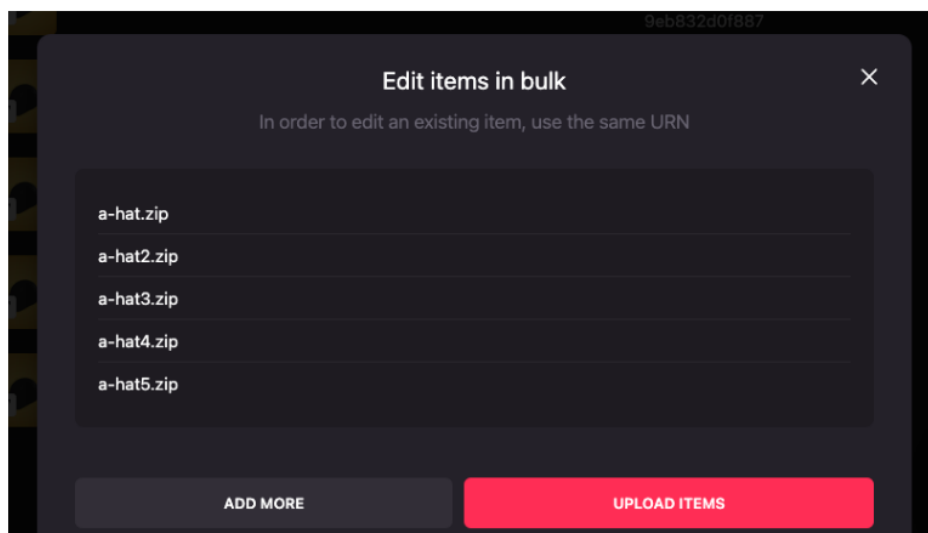 9eb832d0f887
Edit items in bulk
In order to edit an existing item, use the same URN
a-hat.zip
a-hat2.zip
a-hat3.zip
a-hat4.zip
a-hat5.zip
ADD MORE
UPLOAD ITEMS